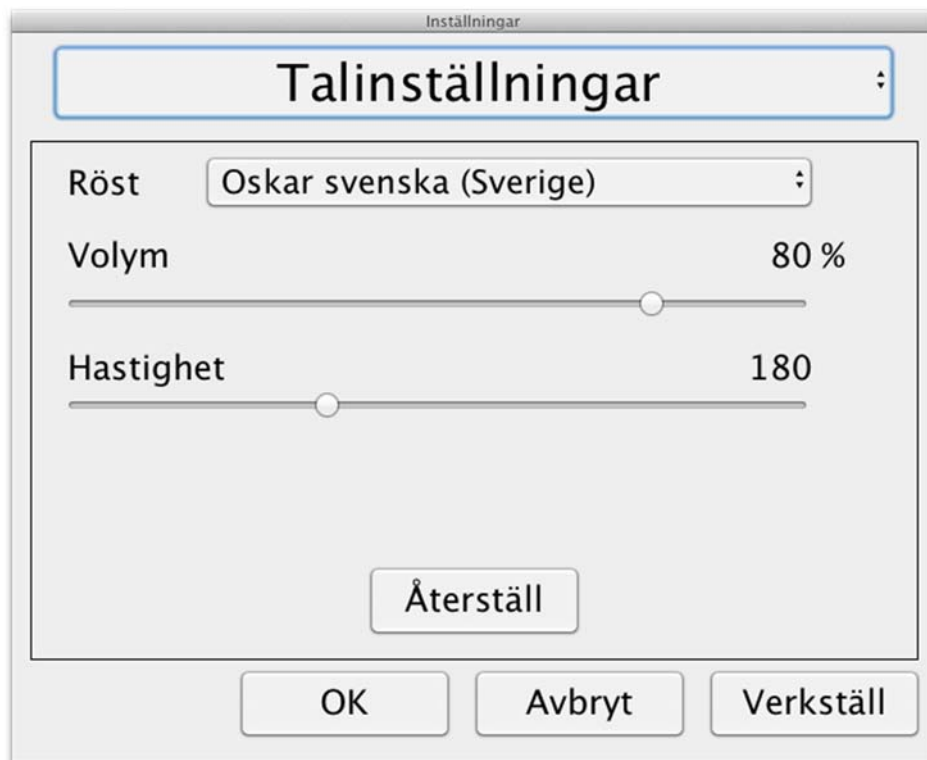 Inställningar
Talinställningar
Röst Oskar svenska (Sverige)
Volym 80 %
Hastighet 180
Återställ
OK Avbryt Verkställ